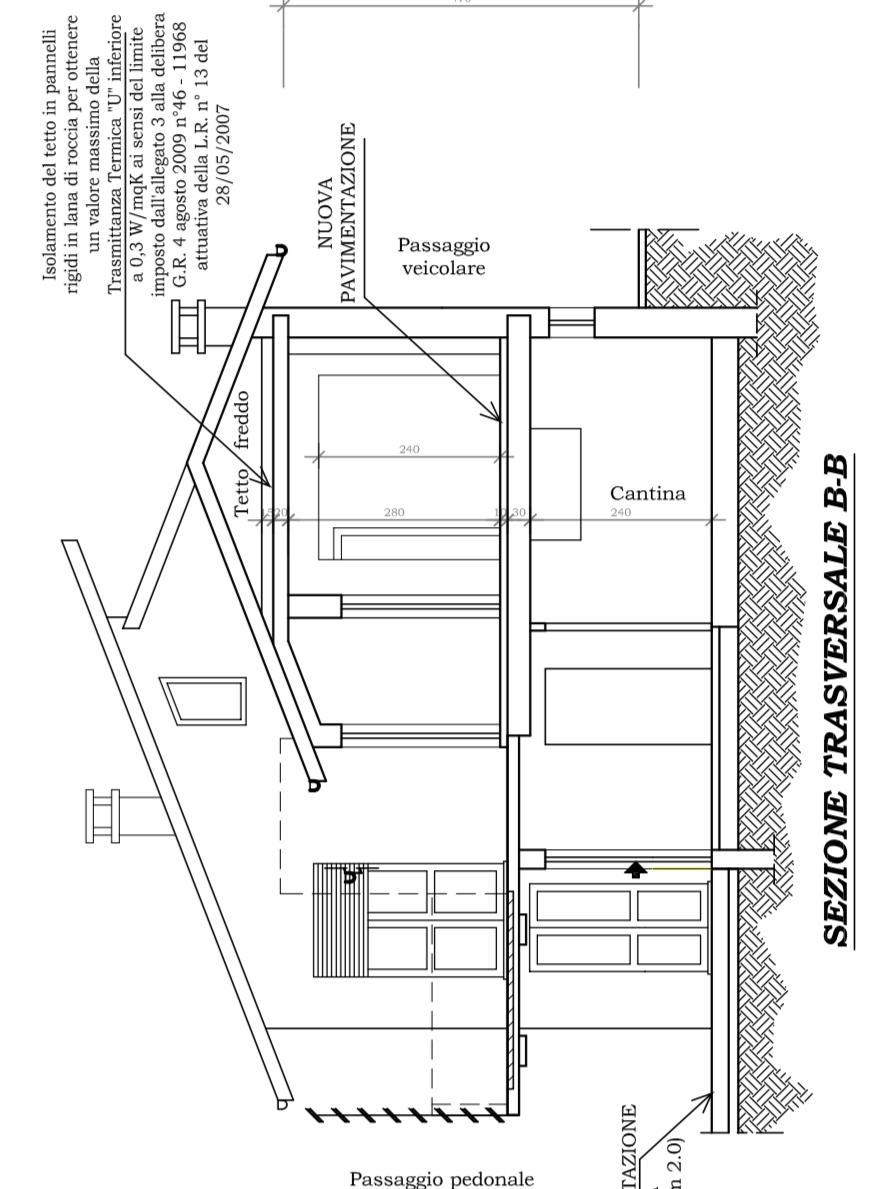 Isolamento del tetto in pannelli
rigidi in lana di roccia per ottenere
un valore massimo della
Trasmittanza Termica "U" inferiore
a 0,3 W/mqK ai sensi del limite
imposto dall'allegato 3 alla delibera
G.R. 4 agosto 2009 n°46 - 11968
attuativa della L.R. n° 13 del
28/05/2007
NUOVA
PAVIMENTAZIONE
Passaggio
veicolare
Tetto freddo
240
280
30
240
Cantina
SEZIONE TRASVERSALE B-B
Passaggio pedonale
TAZIONE
2.0)